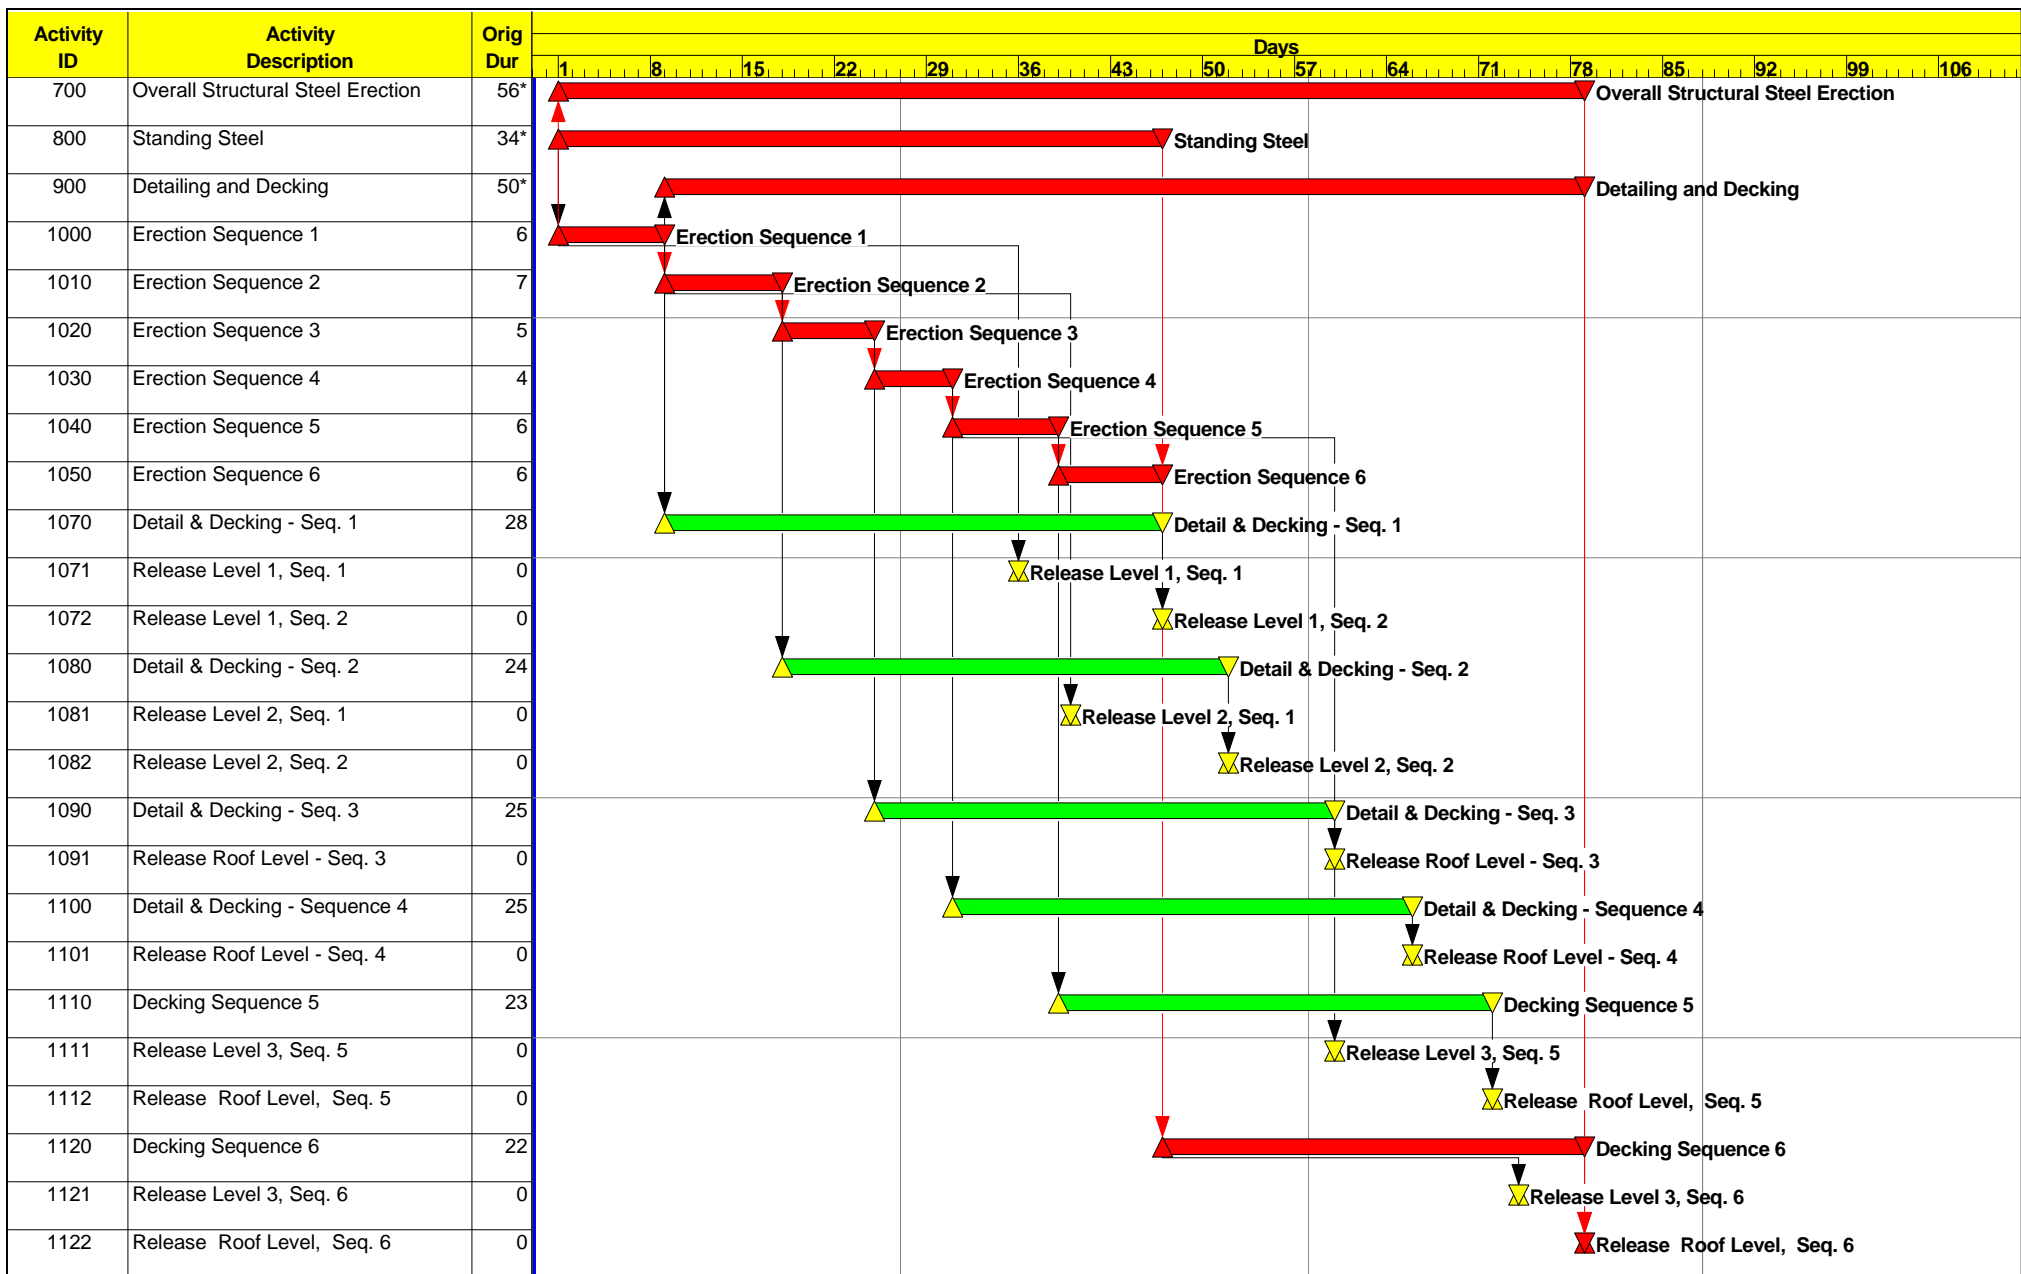 Activity ID Activity Description Orig Dur
Days
1 8 15 22 29 36 43 50 57 64 71 78 85 92 99 106
700 Overall Structural Steel Erection 56* Overall Structural Steel Erection
800 Standing Steel 34* Standing Steel
900 Detailing and Decking 50* Detailing and Decking
1000 Erection Sequence 1 6 Erection Sequence 1
1010 Erection Sequence 2 7 Erection Sequence 2
1020 Erection Sequence 3 5 Erection Sequence 3
1030 Erection Sequence 4 4 Erection Sequence 4
1040 Erection Sequence 5 6 Erection Sequence 5
1050 Erection Sequence 6 6 Erection Sequence 6
1070 Detail & Decking - Seq. 1 28 Detail & Decking - Seq. 1
1071 Release Level 1, Seq. 1 0 Release Level 1, Seq. 1
1072 Release Level 1, Seq. 2 0 Release Level 1, Seq. 2
1080 Detail & Decking - Seq. 2 24 Detail & Decking - Seq. 2
1081 Release Level 2, Seq. 1 0 Release Level 2, Seq. 1
1082 Release Level 2, Seq. 2 0 Release Level 2, Seq. 2
1090 Detail & Decking - Seq. 3 25 Detail & Decking - Seq. 3
1091 Release Roof Level - Seq. 3 0 Release Roof Level - Seq. 3
1100 Detail & Decking - Sequence 4 25 Detail & Decking - Sequence 4
1101 Release Roof Level - Seq. 4 0 Release Roof Level - Seq. 4
1110 Decking Sequence 5 23 Decking Sequence 5
1111 Release Level 3, Seq. 5 0 Release Level 3, Seq. 5
1112 Release Roof Level, Seq. 5 0 Release Roof Level, Seq. 5
1120 Decking Sequence 6 22 Decking Sequence 6
1121 Release Level 3, Seq. 6 0 Release Level 3, Seq. 6
1122 Release Roof Level, Seq. 6 0 Release Roof Level, Seq. 6